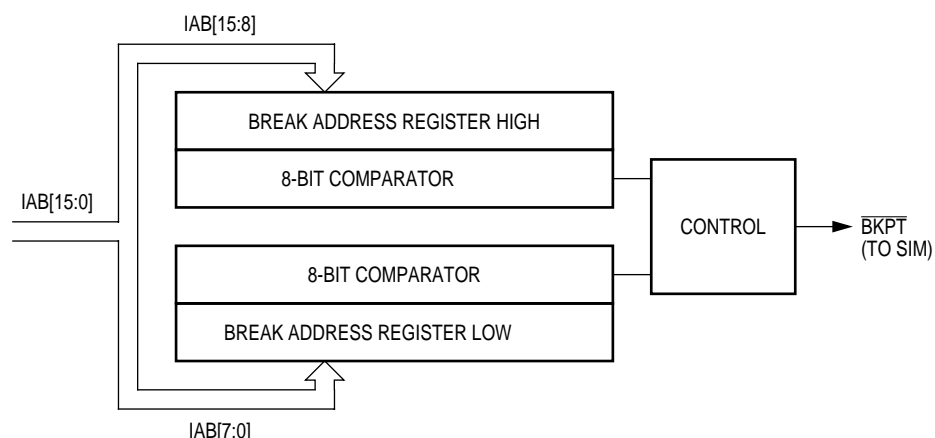 IAB[15:8]
BREAK ADDRESS REGISTER HIGH
8-BIT COMPARATOR
IAB[15:0]
CONTROL
BKPT
(TO SIM)
8-BIT COMPARATOR
BREAK ADDRESS REGISTER LOW
IAB[7:0]